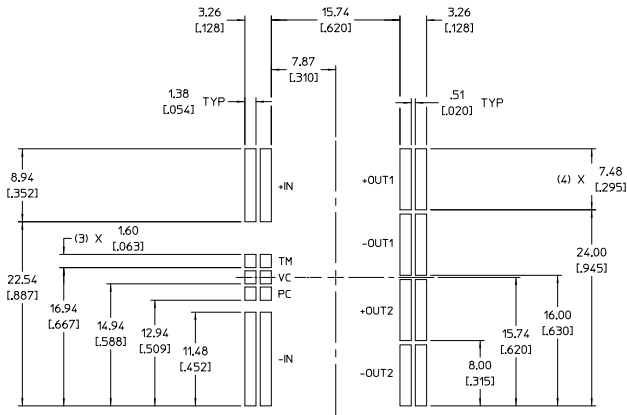 3.26
[.128]
15.74
[.620]
3.26
[.128]
7.87
[.310]
1.38
[.054]
TYP
.51
[.020]
TYP
8.94
[.352]
+IN
+OUT1
(4) X 7.48
[.295]
(3) X 1.60
[.063]
TM
VC
PC
-OUT1
22.54
[.887]
16.94
[.667]
14.94
[.588]
12.94
[.509]
11.48
[.452]
-IN
+OUT2
-OUT2
24.00
[.945]
16.00
[.630]
15.74
[.620]
8.00
[.315]